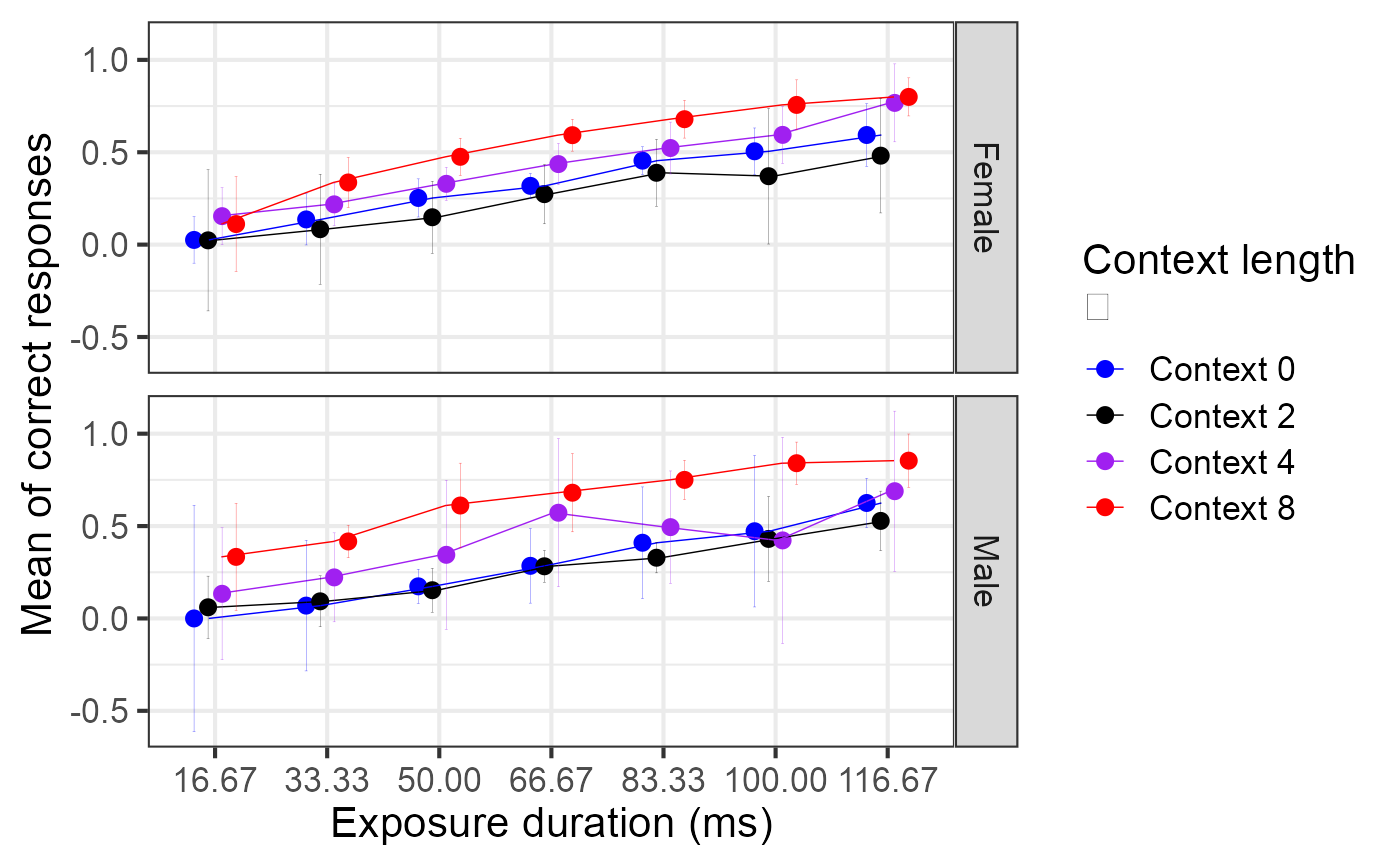 Mean of correct responses
1.0
0.5
0.0
-0.5
Female
1.0
0.5
0.0
-0.5
Male
16.67 33.33 50.00 66.67 83.33 100.00 116.67
Exposure duration (ms)
Context length
Context 0
Context 2
Context 4
Context 8